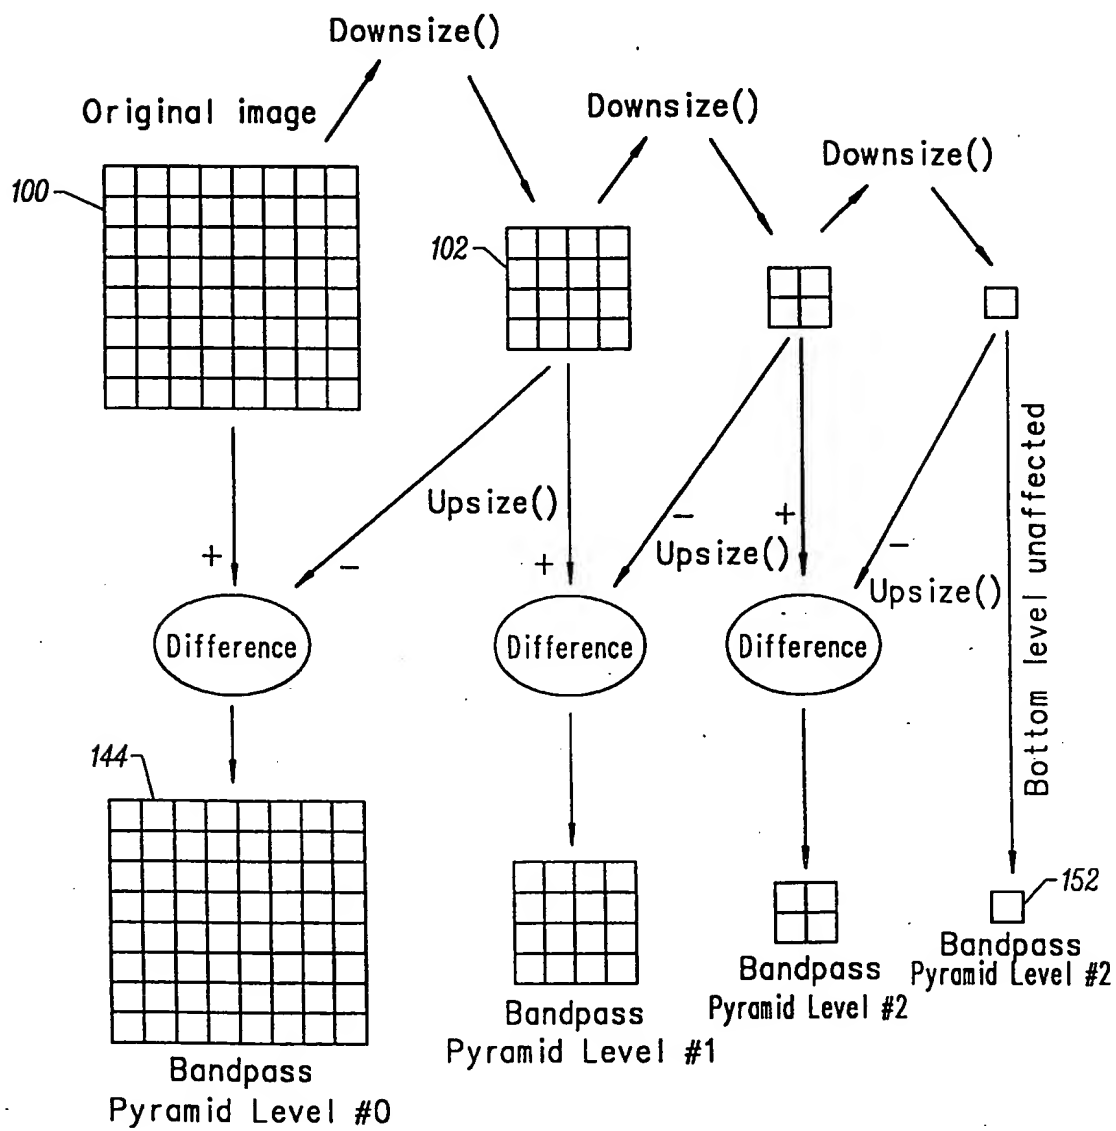 Downsize()
Original image
Downsize()
Downsize()
100
102
Upsize()
+
−
+
−
Upsize()
+
−
Upsize()
Bottom level unaffected
Difference
Difference
Difference
144
152
Bandpass
Pyramid Level #0
Bandpass
Pyramid Level #1
Bandpass
Pyramid Level #2
Bandpass
Pyramid Level #2